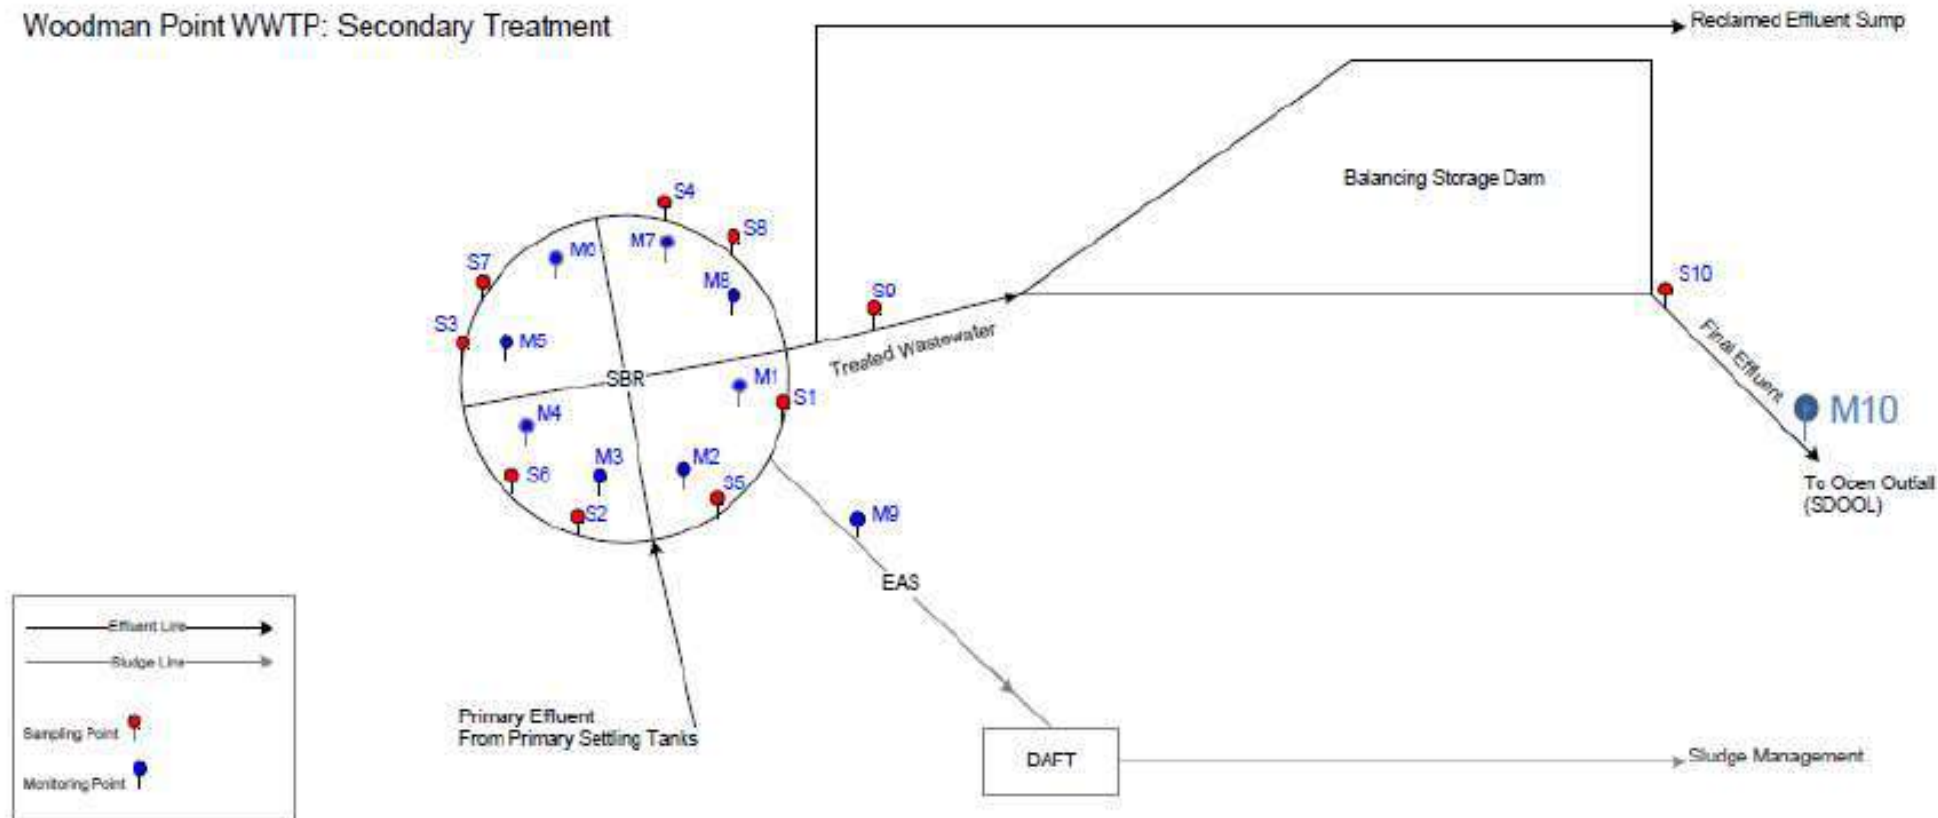 Woodman Point WWTP: Secondary Treatment
Reclaimed Effluent Sump
Balancing Storage Dam
S4
S8
M7
M6
S7
M8
S9
S10
S3
M5
Treated Wastewater
Final Effluent
SBR
M1
S1
M10
M4
M3
M2
S6
S5
S2
To Ocen Outfall
(SDOOL)
M9
EAS
Effluent Line
Sludge Line
Primary Effluent
From Primary Settling Tanks
Sampling Point
DAFT
Sludge Management
Monitoring Point